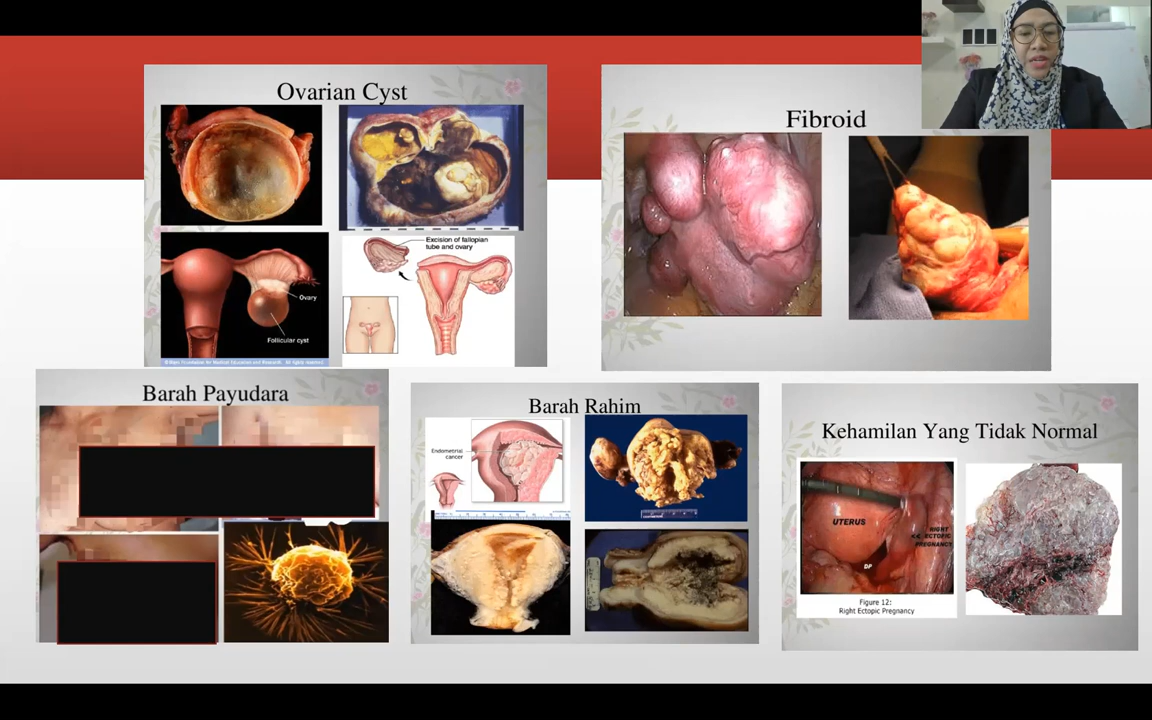 Ovarian Cyst
Excision of fallopian
tube and ovary
Ovary
Follicular cyst
Fibroid
Barah Payudara
Barah Rahim
Endometrial
cancer
Kehamilan Yang Tidak Normal
UTERUS
RIGHT
<< ECTOPIC
PREGNANCY
DP
Figure 12:
Right Ectopic Pregnancy